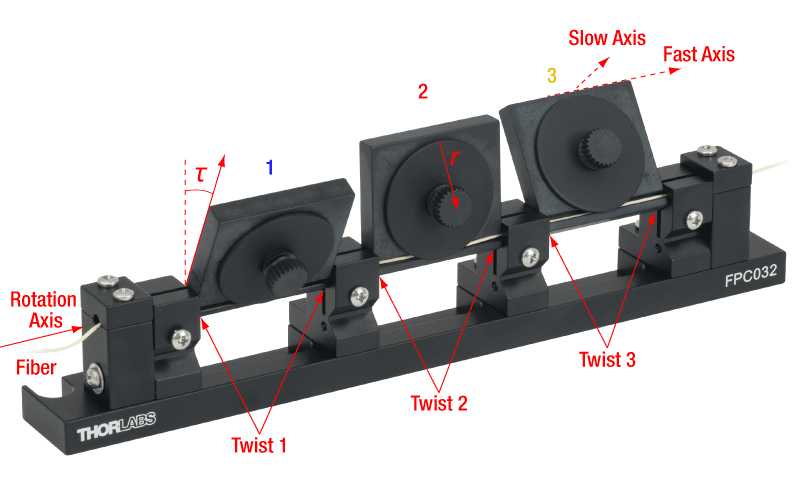 Slow Axis
Fast Axis
3
2
1
τ
r
Rotation
Axis
Fiber
FPC032
THORLABS
Twist 1
Twist 2
Twist 3